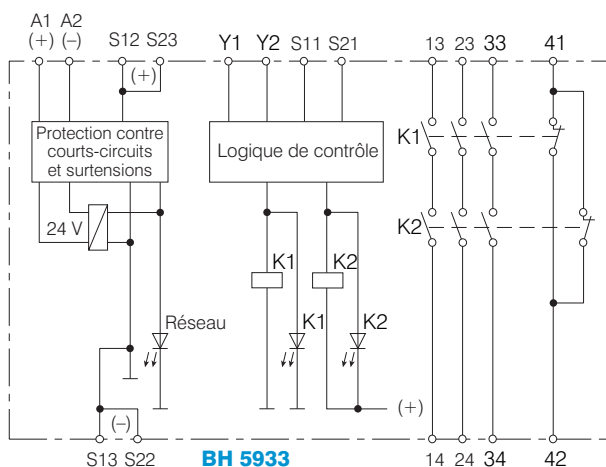 A1 A2 S12 S23 Y1 Y2 S11 S21 13 23 33 41
(+) (–)
(+)
Protection contre
courts-circuits
et surtensions
Logique de contrôle
K1
K2
24 V
K1 K2
Réseau K1 K2
(–) (+)
S13 S22 BH 5933 14 24 34 42